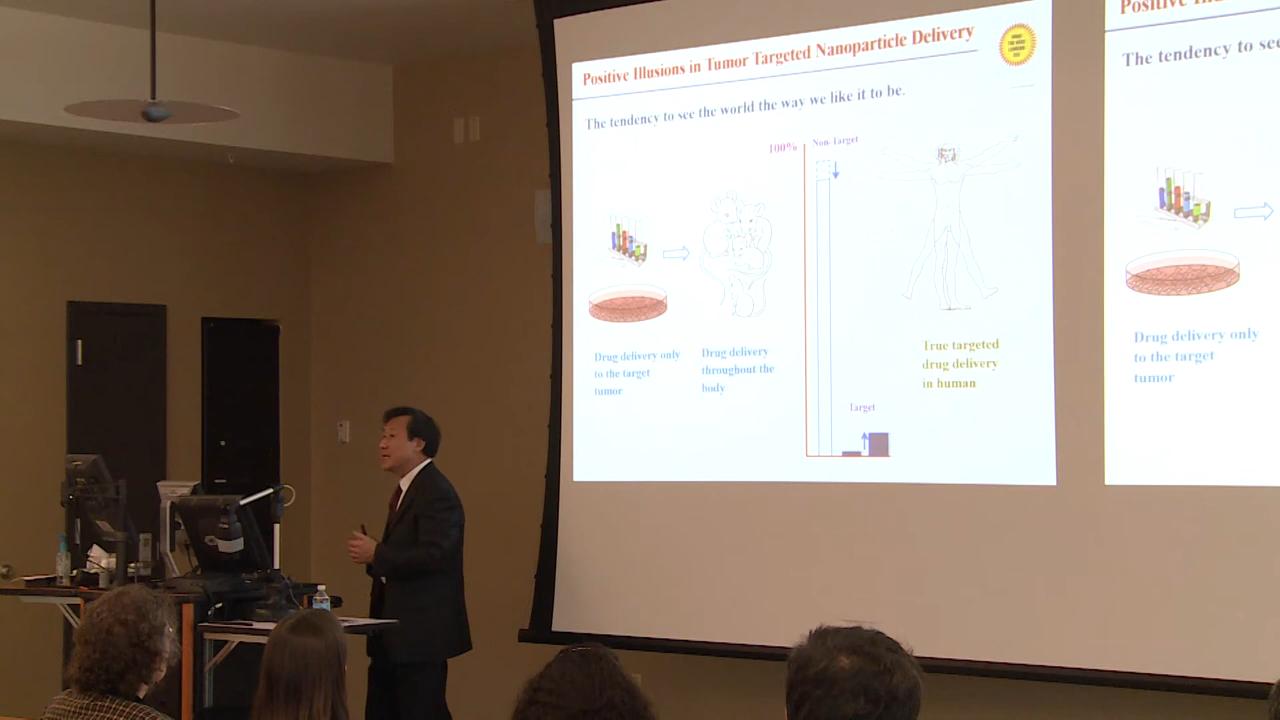 Positive Illusions in Tumor Targeted Nanoparticle Delivery
The tendency to see the world the way we like it to be.
100%
Non-Target
Drug delivery only
to the target
tumor
Drug delivery
throughout the
body
True targeted
drug delivery
in human
Target
Positive
The tendency to see
Drug delivery only
to the target
tumor